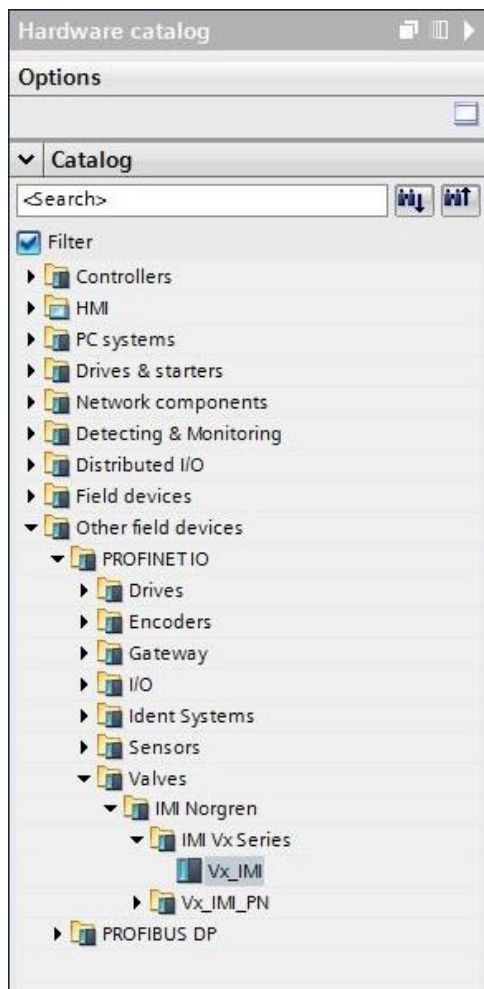 Hardware catalog
Options
Catalog
<Search>
Filter
Controllers
HMI
PC systems
Drives & starters
Network components
Detecting & Monitoring
Distributed I/O
Field devices
Other field devices
PROFINET IO
Drives
Encoders
Gateway
I/O
Ident Systems
Sensors
Valves
IMI Norgren
IMI Vx Series
Vx_IMI
Vx_IMI_PN
PROFIBUS DP